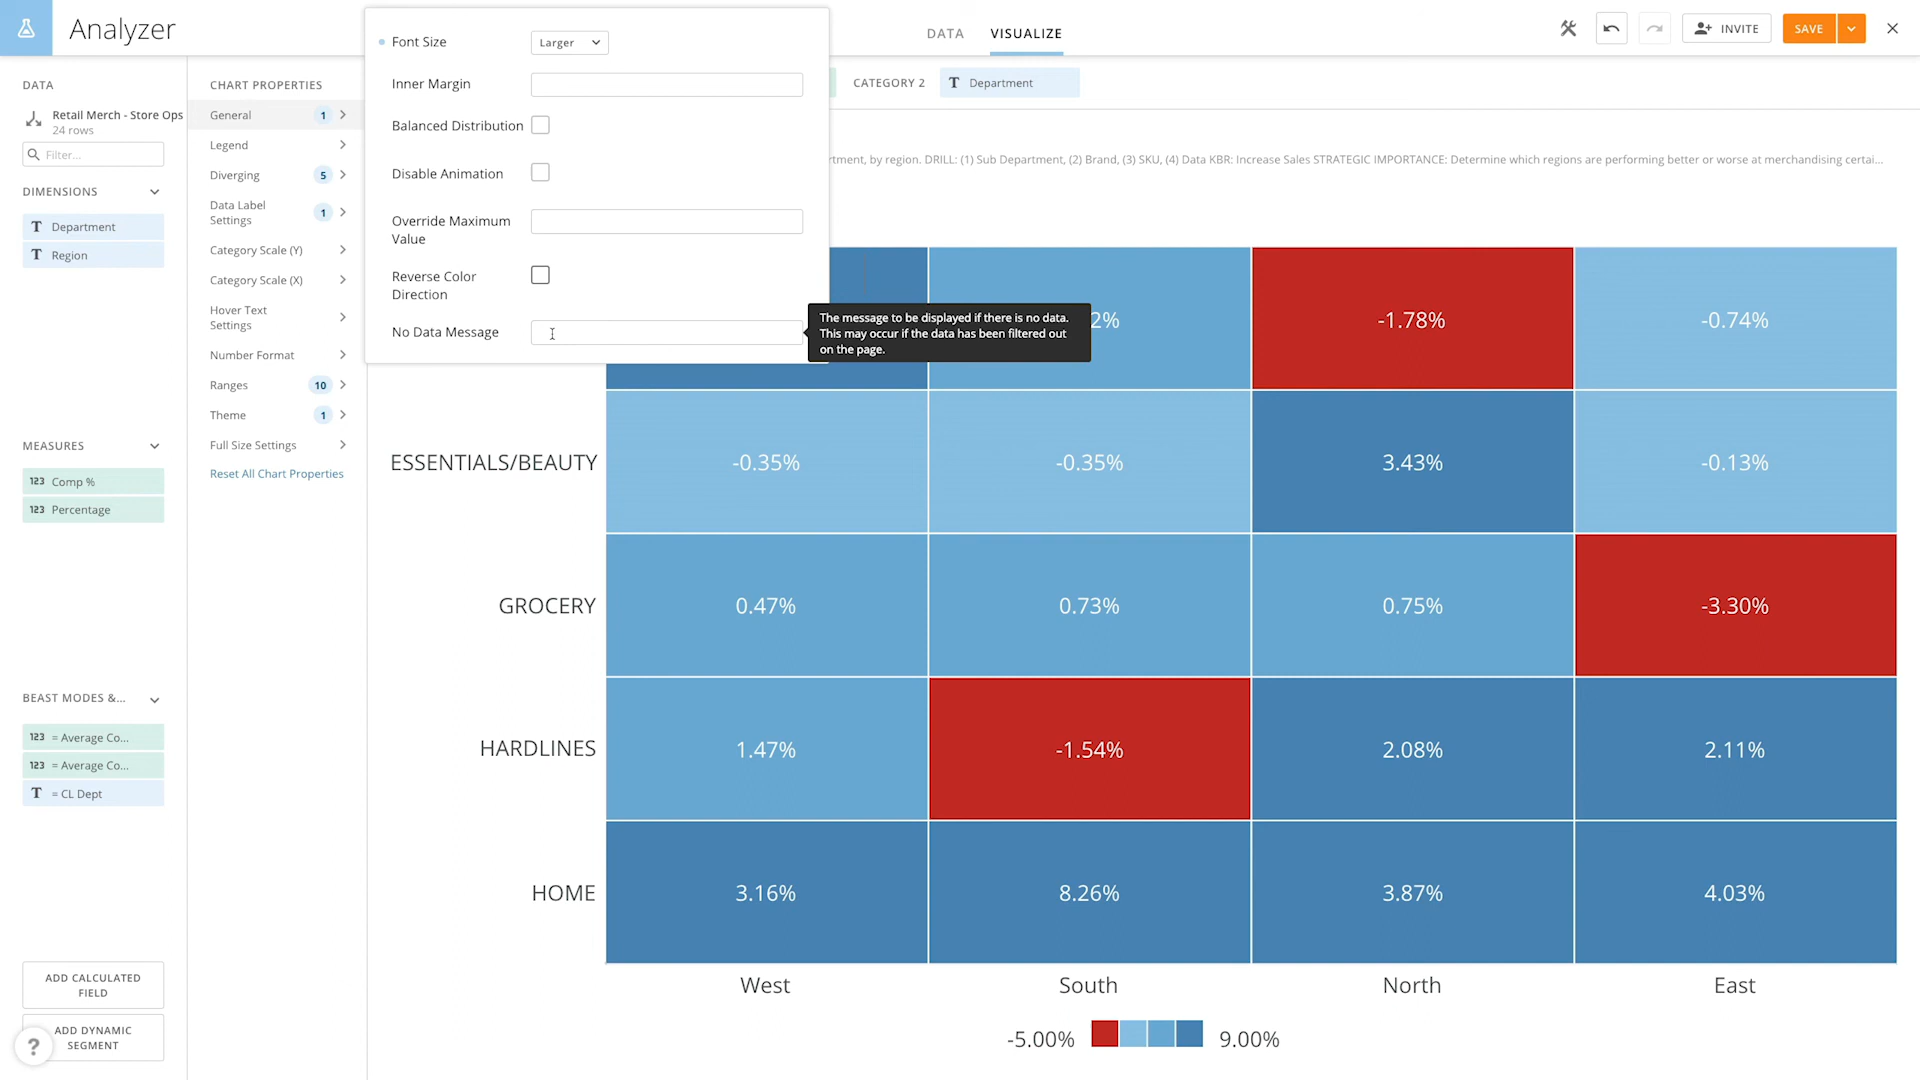 Analyzer
DATA
VISUALIZE
INVITE
SAVE
DATA
Retail Merch - Store Ops
24 rows
Filter...
DIMENSIONS
T Department
T Region
MEASURES
123 Comp %
123 Percentage
BEAST MODES &...
123 = Average Co...
123 = Average Co...
T = CL Dept
ADD CALCULATED
FIELD
ADD DYNAMIC
SEGMENT
?
CHART PROPERTIES
General 1
Legend
Diverging 5
Data Label
Settings 1
Category Scale (Y)
Category Scale (X)
Hover Text
Settings
Number Format
Ranges 10
Theme 1
Full Size Settings
Reset All Chart Properties
Font Size Larger
Inner Margin
Balanced Distribution
Disable Animation
Override Maximum
Value
Reverse Color
Direction
No Data Message
The message to be displayed if there is no data.
This may occur if the data has been filtered out
on the page.
CATEGORY 2 T Department
rtment, by region. DRILL: (1) Sub Department, (2) Brand, (3) SKU, (4) Data KBR: Increase Sales STRATEGIC IMPORTANCE: Determine which regions are performing better or worse at merchandising certai...
2% -1.78% -0.74%
ESSENTIALS/BEAUTY -0.35% -0.35% 3.43% -0.13%
GROCERY 0.47% 0.73% 0.75% -3.30%
HARDLINES 1.47% -1.54% 2.08% 2.11%
HOME 3.16% 8.26% 3.87% 4.03%
West South North East
-5.00% 9.00%